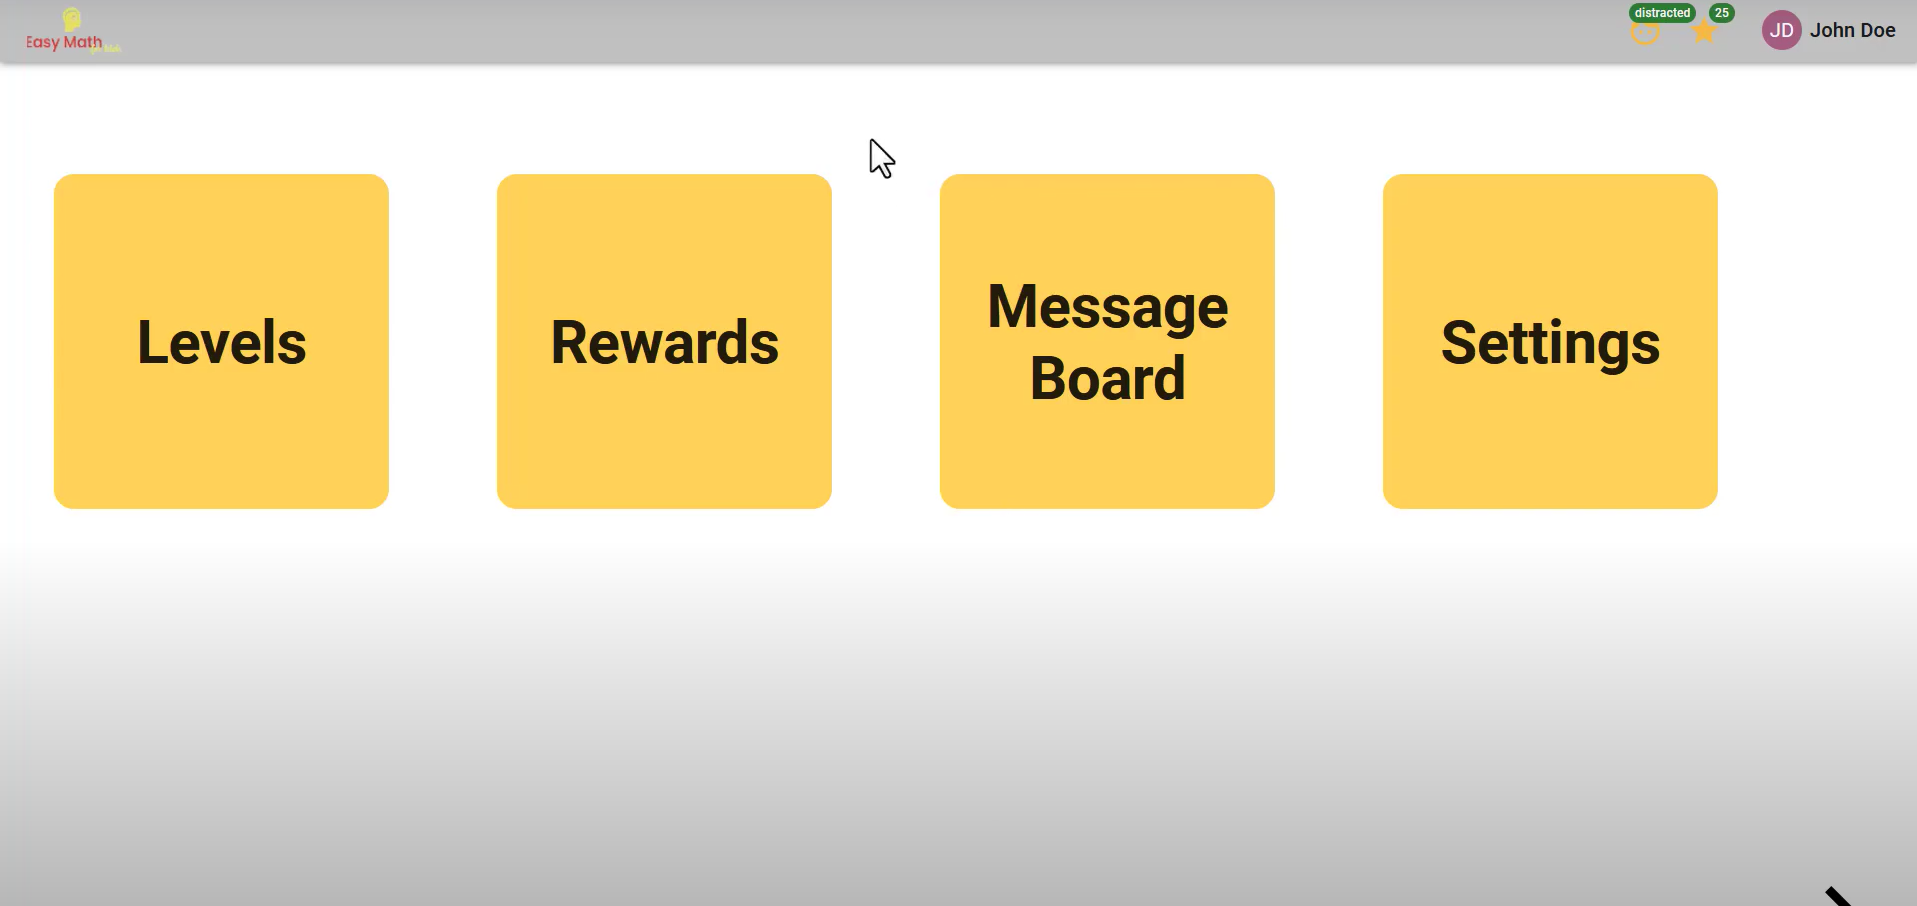 Easy Math
distracted
25
JD
John Doe
Levels
Rewards
Message
Board
Settings